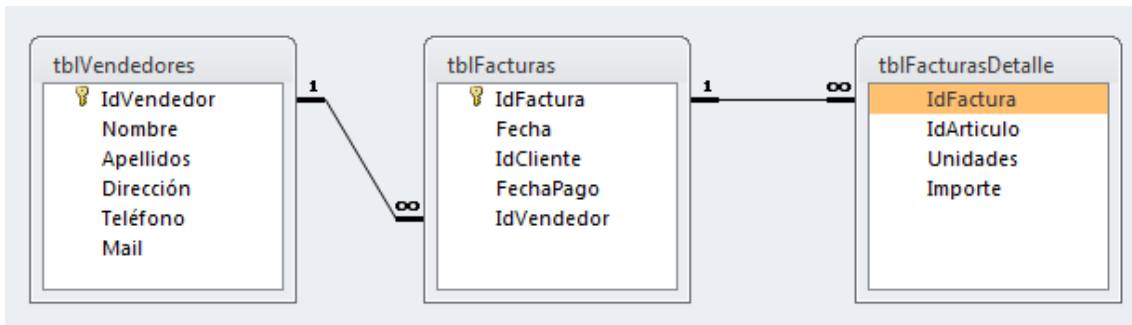 tblVendedores
IdVendedor
Nombre
Apellidos
Dirección
Teléfono
Mail
1
∞
tblFacturas
IdFactura
Fecha
IdCliente
FechaPago
IdVendedor
1
∞
tblFacturasDetalle
IdFactura
IdArticulo
Unidades
Importe